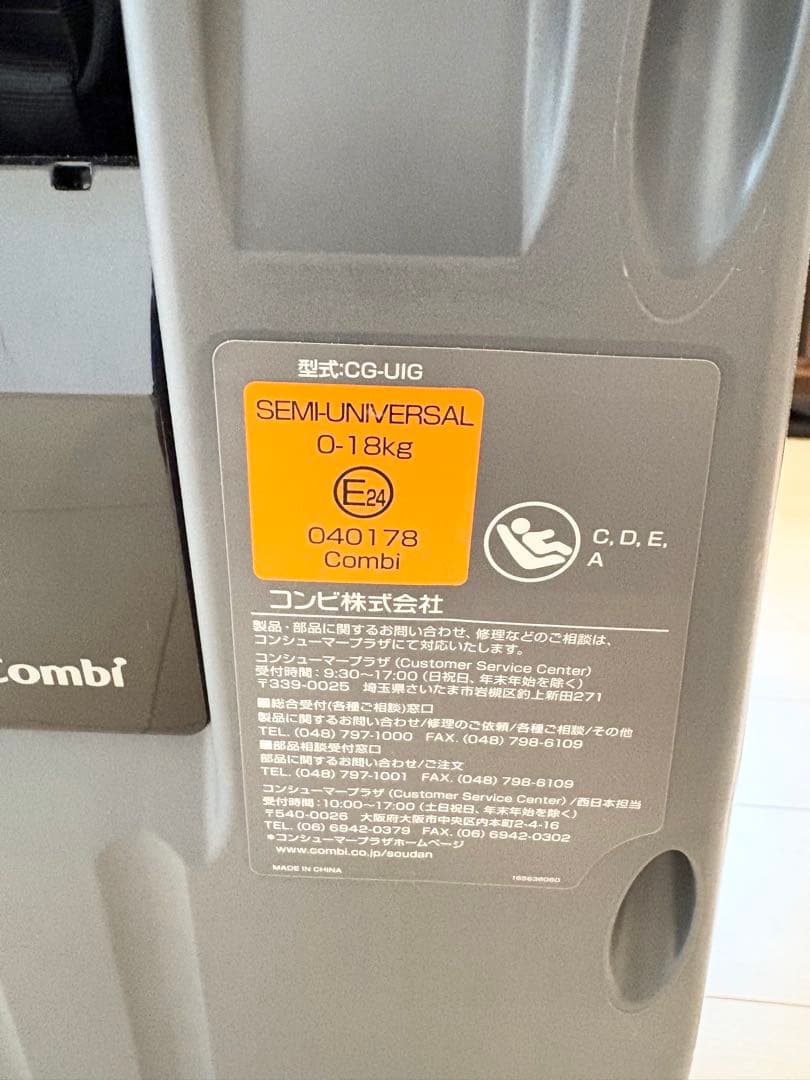 型式:CG-UIG
SEMI-UNIVERSAL
0-18kg
E24
040178
Combi
C, D, E,
A
コンビ株式会社
製品・部品に関するお問い合わせ、修理などのご相談は、
コンシューマープラザにて対応いたします。
コンシューマープラザ (Customer Service Center)
受付時間：9:30〜17:00 (日祝日、年末年始を除く)
〒339-0025 埼玉県さいたま市岩槻区釣上新田271
■総合受付(各種ご相談)窓口
製品に関するお問い合わせ/修理のご依頼/各種ご相談/その他
TEL. (048) 797-1000 FAX. (048) 798-6109
■部品相談受付窓口
部品に関するお問い合わせ/ご注文
TEL. (048) 797-1001 FAX. (048) 798-6109
コンシューマープラザ (Customer Service Center) /西日本担当
受付時間：10:00〜17:00 (土日祝日、年末年始を除く)
〒540-0026 大阪府大阪市中央区内本町2-4-16
TEL. (06) 6942-0379 FAX. (06) 6942-0302
*コンシューマープラザホームページ
www.combi.co.jp/soudan
MADE IN CHINA
165636060
Combi